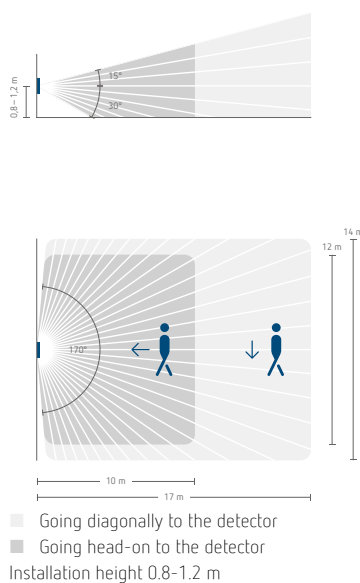 15°
0,8–1,2 m
30°
14 m
12 m
170°
10 m
17 m
Going diagonally to the detector
Going head-on to the detector
Installation height 0.8-1.2 m